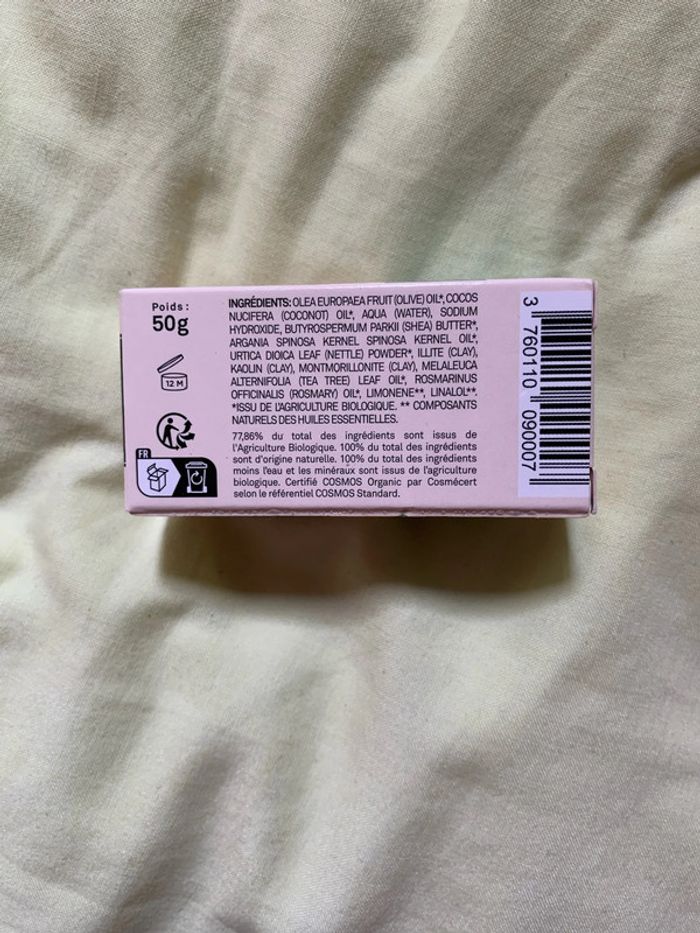 Poids :
50g
12 M
FR
INGRÉDIENTS: OLEA EUROPAEA FRUIT (OLIVE) OIL*, COCOS
NUCIFERA (COCONOT) OIL*, AQUA (WATER), SODIUM
HYDROXIDE, BUTYROSPERMUM PARKII (SHEA) BUTTER*,
ARGANIA SPINOSA KERNEL SPINOSA KERNEL OIL*,
URTICA DIOICA LEAF (NETTLE) POWDER*, ILLITE (CLAY),
KAOLIN (CLAY), MONTMORILLONITE (CLAY), MELALEUCA
ALTERNIFOLIA (TEA TREE) LEAF OIL*, ROSMARINUS
OFFICINALIS (ROSMARY) OIL*, LIMONENE**, LINALOL**.
*ISSU DE L'AGRICULTURE BIOLOGIQUE. ** COMPOSANTS
NATURELS DES HUILES ESSENTIELLES.
77,86% du total des ingrédients sont issus de
l'Agriculture Biologique. 100% du total des ingrédients
sont d'origine naturelle. 100% du total des ingrédients
moins l'eau et les minéraux sont issus de l'agriculture
biologique. Certifié COSMOS Organic par Cosmécert
selon le référentiel COSMOS Standard.
3 760110 090007